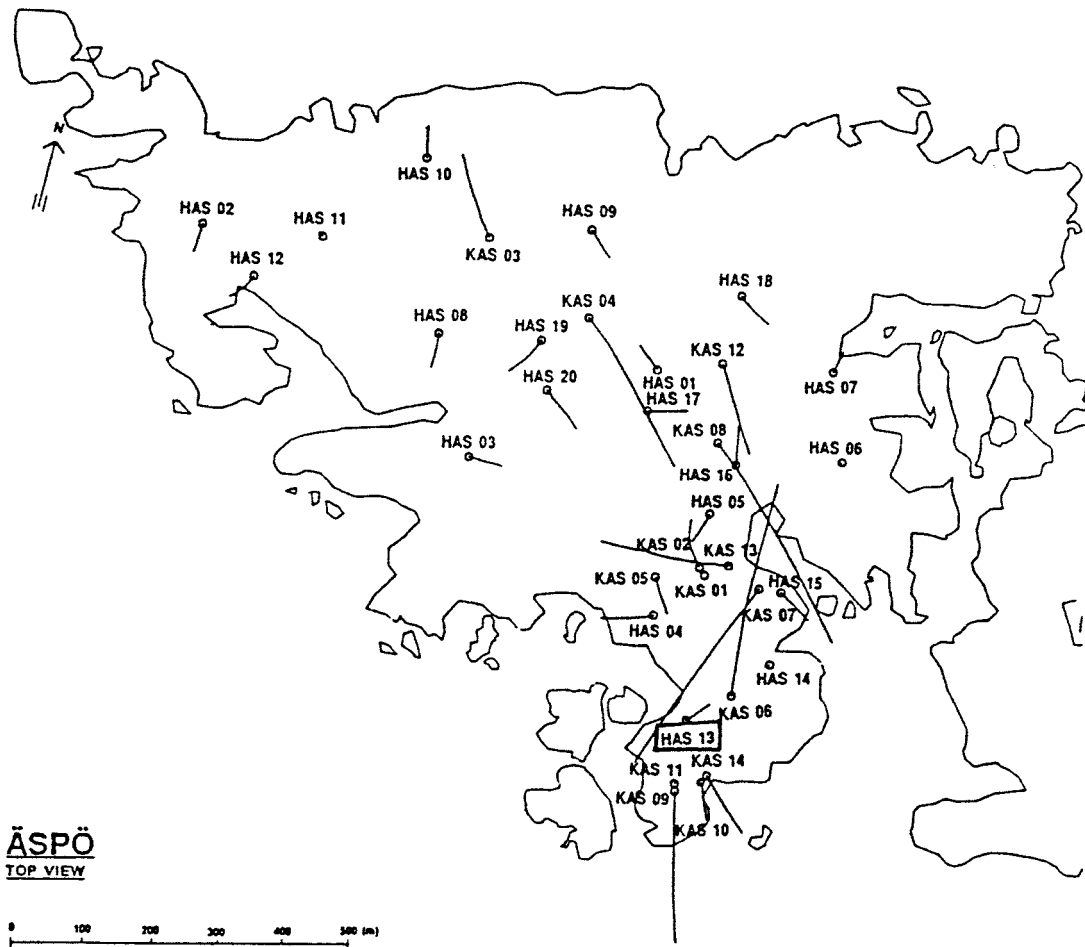 N
HAS 10
HAS 02
HAS 11
HAS 09
KAS 03
HAS 12
HAS 18
KAS 04
HAS 08
HAS 19
KAS 12
HAS 20
HAS 01
HAS 07
HAS 17
KAS 08
HAS 03
HAS 06
HAS 16
HAS 05
KAS 02
KAS 13
KAS 05
KAS 01
HAS 15
KAS 07
HAS 04
HAS 14
KAS 06
HAS 13
KAS 14
KAS 11
KAS 09
KAS 10
ÄSPÖ
TOP VIEW
0 100 200 300 400 500 (m)